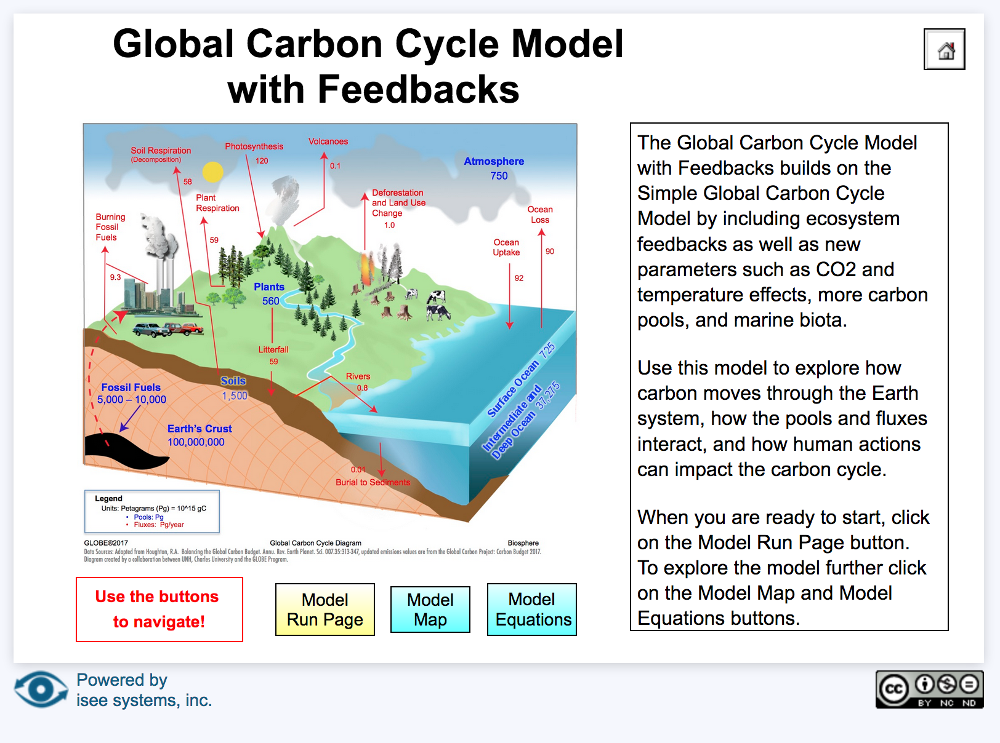 Global Carbon Cycle Model
with Feedbacks
Soil Respiration
(Decomposition)
58
Photosynthesis
120
Volcanoes
0.1
Atmosphere
750
Plant
Respiration
59
Deforestation
and Land Use
Change
1.0
Burning
Fossil
Fuels
9.3
Ocean
Loss
90
Ocean
Uptake
92
Plants
560
Litterfall
59
Rivers
0.8
Soils
1,500
Fossil Fuels
5,000 – 10,000
Earth's Crust
100,000,000
Surface Ocean 725
Intermediate and
Deep Ocean 37,275
0.01
Burial to Sediments
Legend
Units: Petagrams (Pg) = 10^15 gC
• Pools: Pg
• Fluxes: Pg/year
GLOBE®2017 Global Carbon Cycle Diagram Biosphere
Data Sources: Adapted from Houghton, R.A. Balancing the Global Carbon Budget. Annu. Rev. Earth Planet. Sci. 007.35:313-347, updated emissions values are from the Global Carbon Project: Carbon Budget 2017.
Diagram created by a collaboration between UNH, Charles University and the GLOBE Program.
The Global Carbon Cycle Model
with Feedbacks builds on the
Simple Global Carbon Cycle
Model by including ecosystem
feedbacks as well as new
parameters such as CO2 and
temperature effects, more carbon
pools, and marine biota.
Use this model to explore how
carbon moves through the Earth
system, how the pools and fluxes
interact, and how human actions
can impact the carbon cycle.
When you are ready to start, click
on the Model Run Page button.
To explore the model further click
on the Model Map and Model
Equations buttons.
Use the buttons
to navigate!
Model
Run Page
Model
Map
Model
Equations
Powered by
isee systems, inc.
cc
BY NC ND